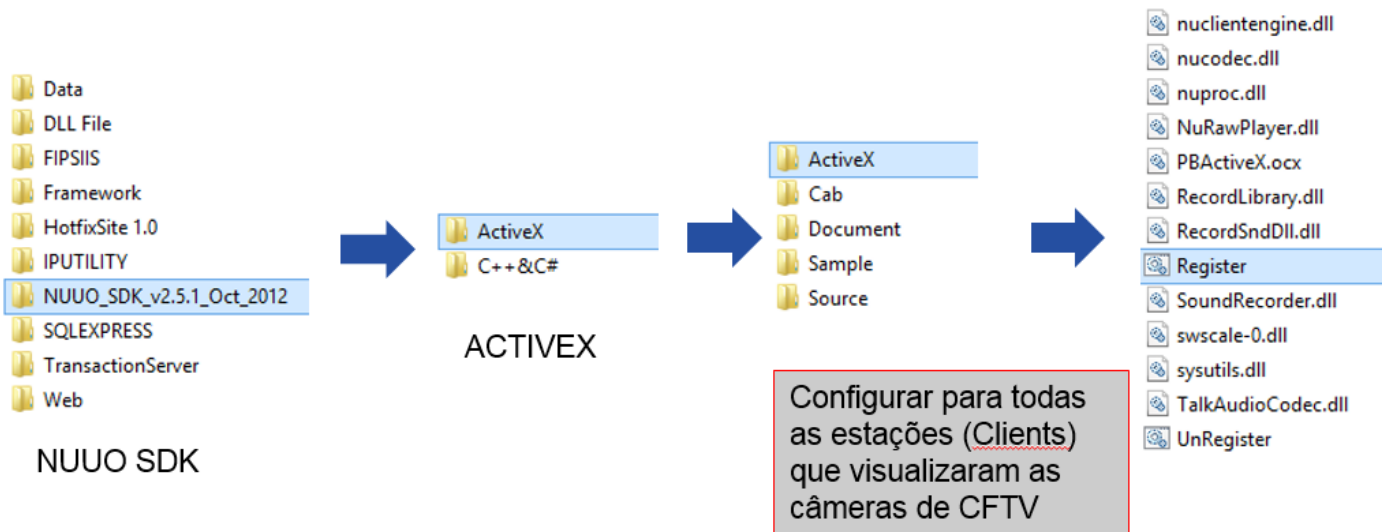 Data
DLL File
FIPSIIS
Framework
HotfixSite 1.0
IPUTILITY
NUUO_SDK_v2.5.1_Oct_2012
SQLEXPRESS
TransactionServer
Web
NUUO SDK
ActiveX
C++&C#
ACTIVEX
ActiveX
Cab
Document
Sample
Source
Configurar para todas
as estações (Clients)
que visualizaram as
câmeras de CFTV
nuclientengine.dll
nucodec.dll
nuproc.dll
NuRawPlayer.dll
PBActiveX.ocx
RecordLibrary.dll
RecordSndDll.dll
Register
SoundRecorder.dll
swscale-0.dll
sysutils.dll
TalkAudioCodec.dll
UnRegister